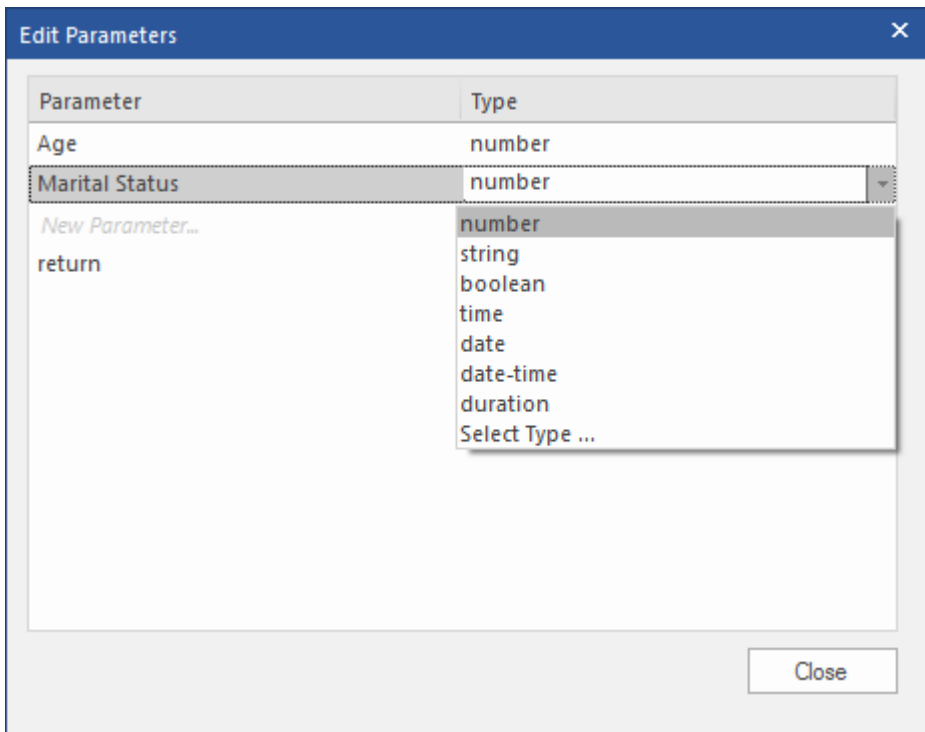 Edit Parameters
Parameter Type
Age number
Marital Status number
New Parameter... number
return string
boolean
time
date
date-time
duration
Select Type ...
Close